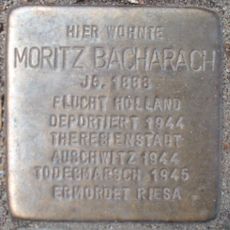 HIER WOHNTE
MORITZ BACHARACH
JG. 1888
FLUCHT HOLLAND
DEPORTIERT 1944
THERESIENSTADT
AUSCHWITZ 1944
TODESMARSCH 1945
ERMORDET RIESA